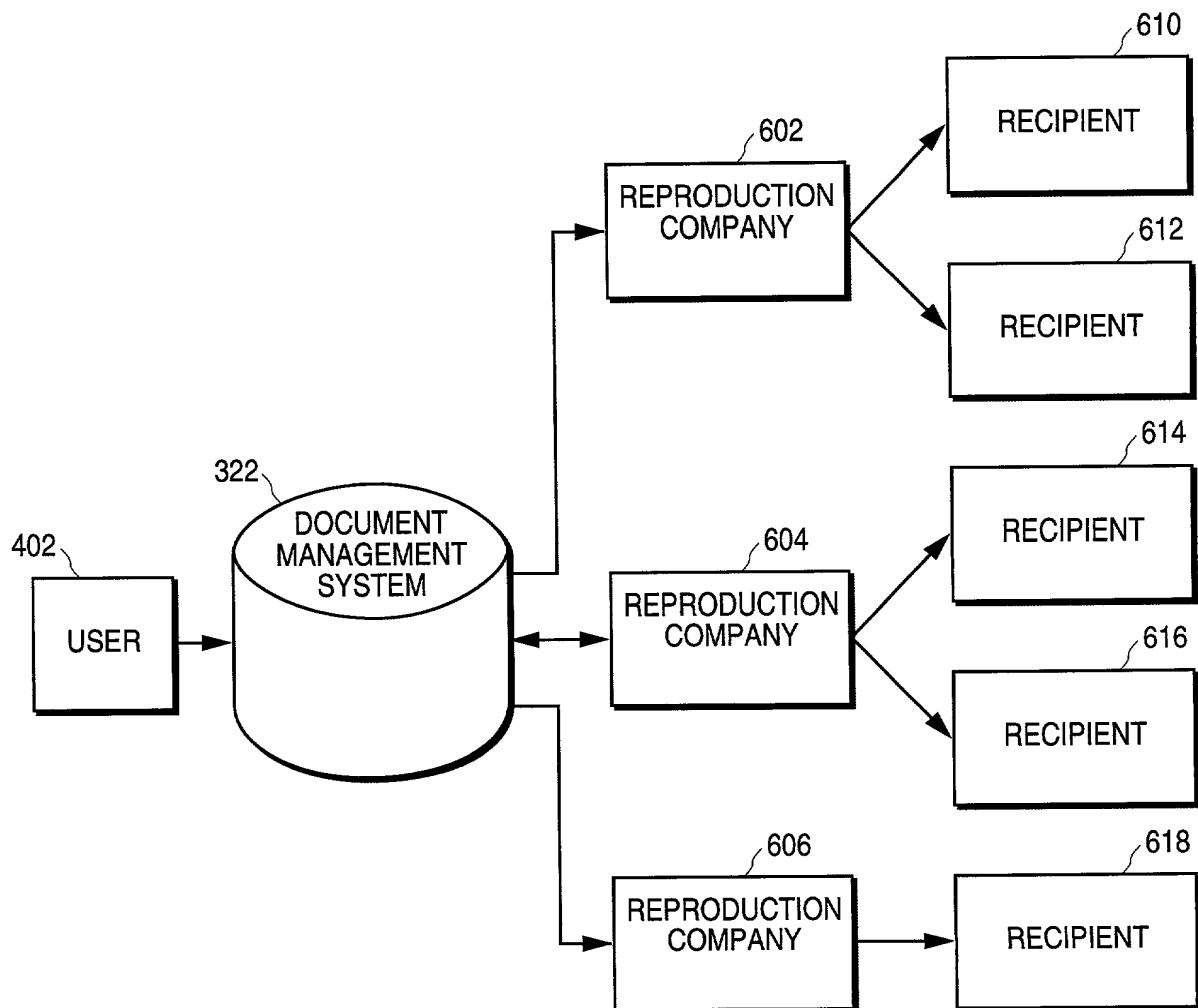 610
RECIPIENT
602
REPRODUCTION
COMPANY
612
RECIPIENT
614
RECIPIENT
322
DOCUMENT
MANAGEMENT
SYSTEM
402
USER
604
REPRODUCTION
COMPANY
616
RECIPIENT
606
REPRODUCTION
COMPANY
618
RECIPIENT